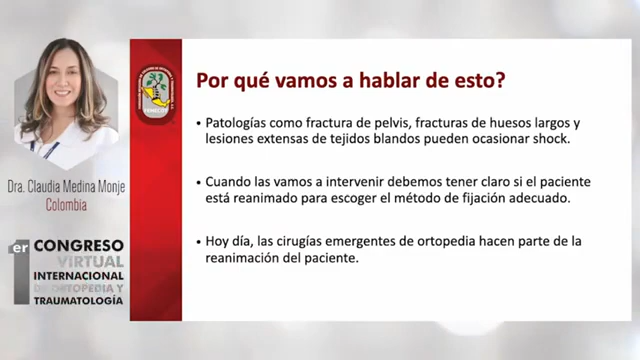 Dra. Claudia Medina Monje
Colombia
1er CONGRESO
VIRTUAL
INTERNACIONAL
DE ORTOPEDIA Y
TRAUMATOLOGÍA
Por qué vamos a hablar de esto?
• Patologías como fractura de pelvis, fracturas de huesos largos y
lesiones extensas de tejidos blandos pueden ocasionar shock.
• Cuando las vamos a intervenir debemos tener claro si el paciente
está reanimado para escoger el método de fijación adecuado.
• Hoy día, las cirugías emergentes de ortopedia hacen parte de la
reanimación del paciente.